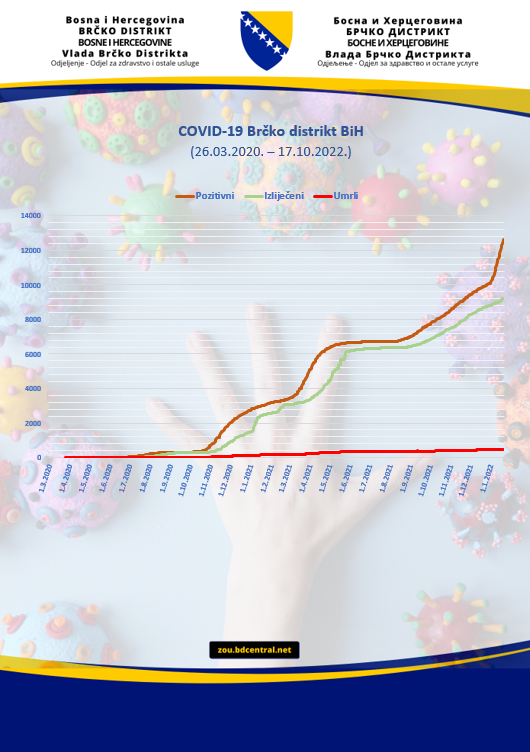 Bosna i Hercegovina
BRČKO DISTRIKT
BOSNE I HERCEGOVINE
Vlada Brčko Distrikta
Odjeljenje - Odjel za zdravstvo i ostale usluge
Босна и Херцеговина
БРЧКО ДИСТРИКТ
БОСНЕ И ХЕРЦЕГОВИНЕ
Влада Брчко Дистрикта
Одјељење - Одјел за здравство и остале услуге
COVID-19 Brčko distrikt BiH
(26.03.2020. – 17.10.2022.)
Pozitivni Izliječeni Umrli
14000
12000
10000
8000
6000
4000
2000
0
1.3.2020 1.4.2020 1.5.2020 1.6.2020 1.7.2020 1.8.2020 1.9.2020 1.10.2020 1.11.2020 1.12.2020 1.1.2021 1.2.2021 1.3.2021 1.4.2021 1.5.2021 1.6.2021 1.7.2021 1.8.2021 1.9.2021 1.10.2021 1.11.2021 1.12.2021 1.1.2022
zou.bdcentral.net